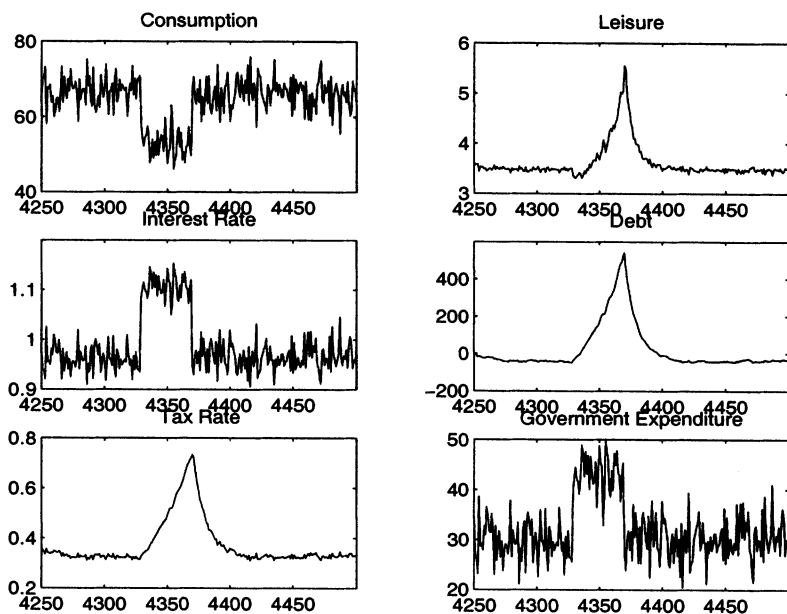 Consumption
80
60
40
4250 4300 4350 4400 4450
Leisure
6
5
4
3
4250 4300 4350 4400 4450
Interest Rate
1.1
1
0.9
4250 4300 4350 4400 4450
Debt
400
200
0
-200
4250 4300 4350 4400 4450
Tax Rate
0.8
0.6
0.4
0.2
4250 4300 4350 4400 4450
Government Expenditure
50
40
30
20
4250 4300 4350 4400 4450